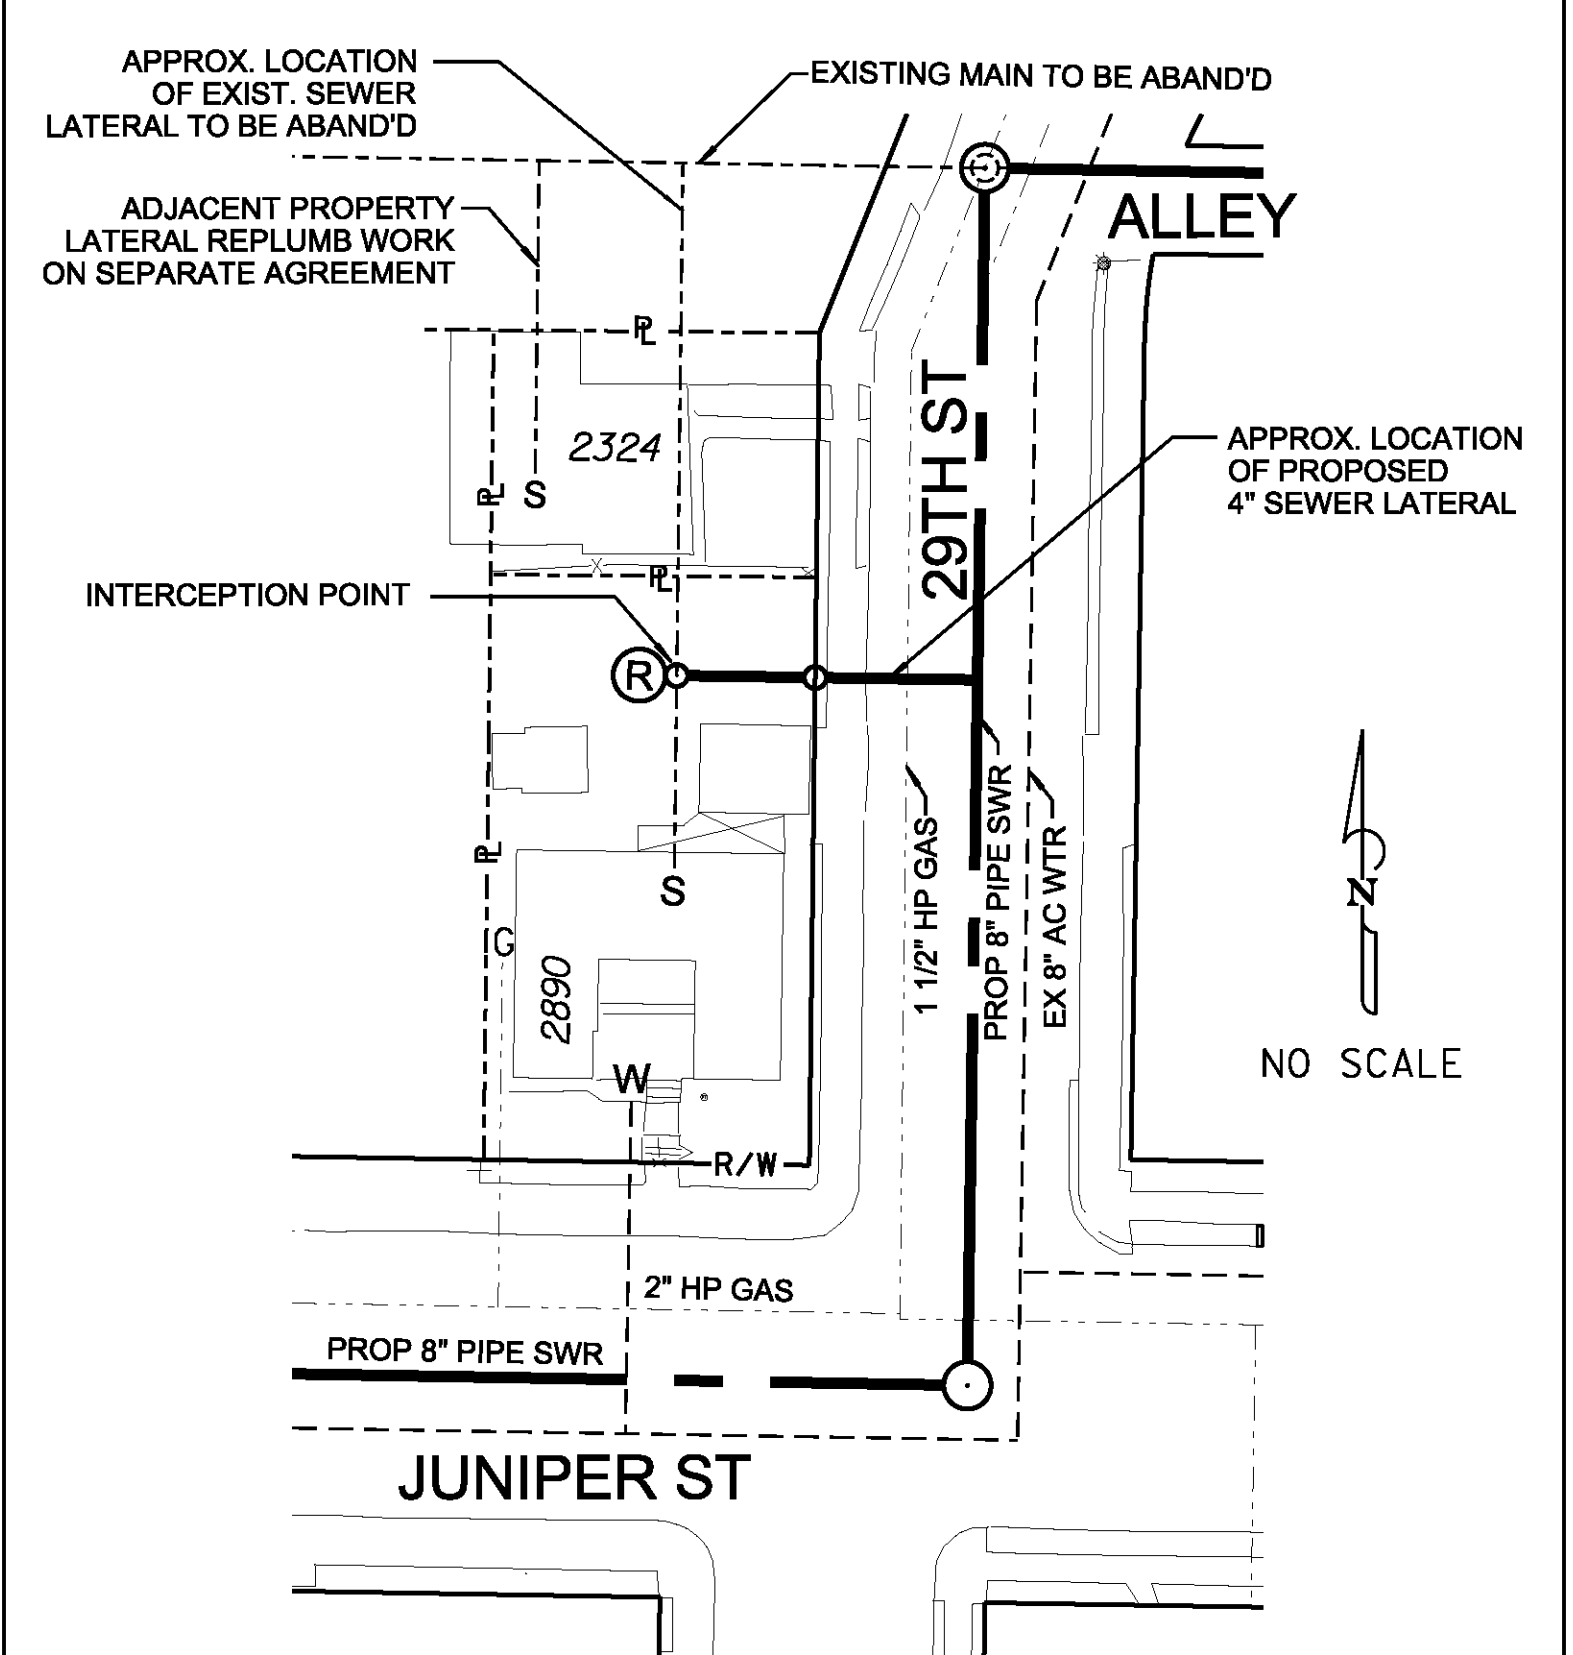 APPROX. LOCATION
OF EXIST. SEWER
LATERAL TO BE ABAND'D
EXISTING MAIN TO BE ABAND'D
ADJACENT PROPERTY
LATERAL REPLUMB WORK
ON SEPARATE AGREEMENT
ALLEY
PL
2324
29TH ST
APPROX. LOCATION
OF PROPOSED
4" SEWER LATERAL
PL
S
PL
INTERCEPTION POINT
R
1 1/2" HP GAS
PROP 8" PIPE SWR
EX 8" AC WTR
PL
S
G
2890
W
N
NO SCALE
R/W
2" HP GAS
PROP 8" PIPE SWR
JUNIPER ST